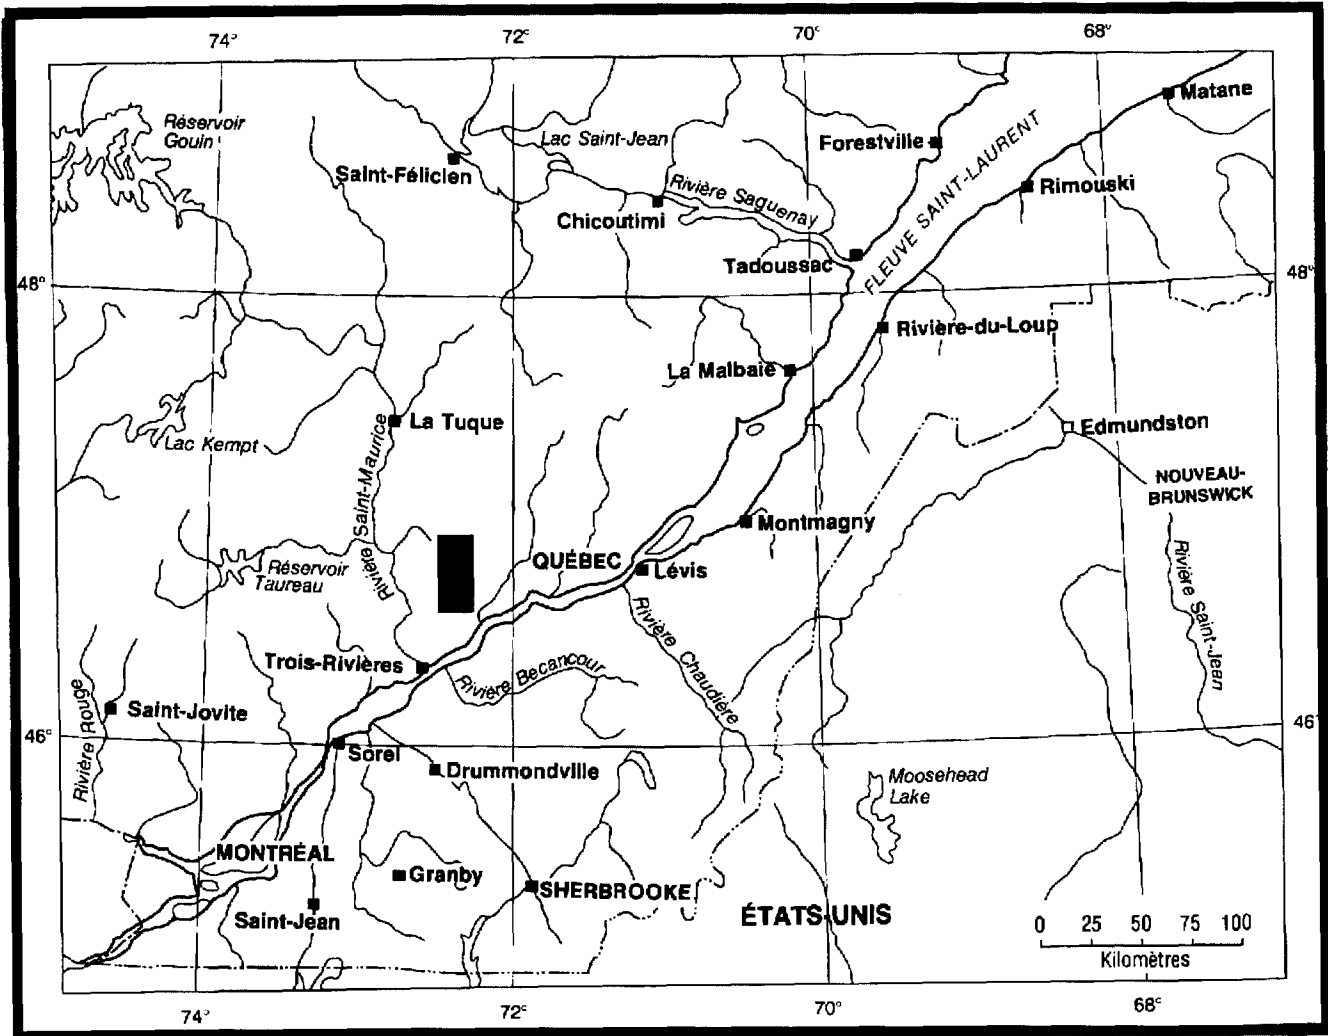 74°
72°
70°
68°
Matane
Réservoir
Gouin
Lac Saint-Jean
Forestville
FLEUVE SAINT-LAURENT
Saint-Félicien
Rivière Saguenay
Rimouski
Chicoutimi
Tadoussac
48°
48°
Rivière-du-Loup
La Malbaie
La Tuque
Edmundston
Lac Kempt
Rivière Saint-Maurice
NOUVEAU-
BRUNSWICK
Montmagny
QUÉBEC
Lévis
Réservoir
Taureau
Rivière
Rivière Saint-Jean
Rivière Chaudière
Trois-Rivières
Rivière Becancour
Saint-Jovite
Rivière Rouge
46°
46°
Sorel
Drummondville
Moosehead
Lake
MONTRÉAL
Granby
SHERBROOKE
Saint-Jean
ÉTATS-UNIS
0 25 50 75 100
Kilomètres
74°
72°
70°
68°